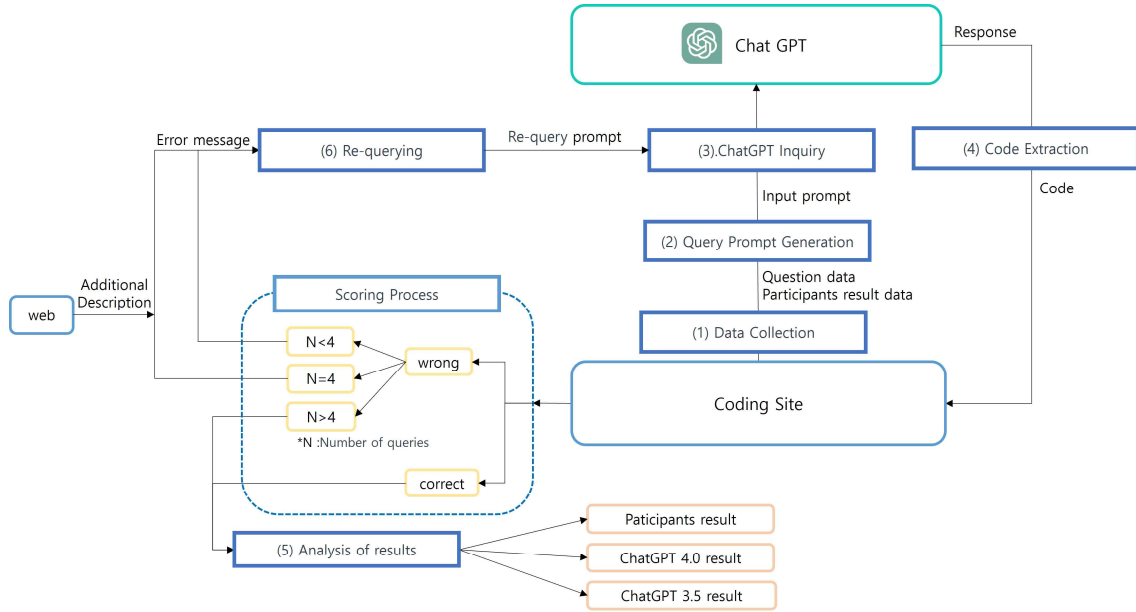 Chat GPT
Response
Error message
(6) Re-querying
Re-query prompt
(3).ChatGPT Inquiry
(4) Code Extraction
Input prompt
Code
(2) Query Prompt Generation
Question data
Participants result data
Additional
Description
web
Scoring Process
(1) Data Collection
N<4
wrong
N=4
N>4
*N :Number of queries
Coding Site
correct
(5) Analysis of results
Paticipants result
ChatGPT 4.0 result
ChatGPT 3.5 result